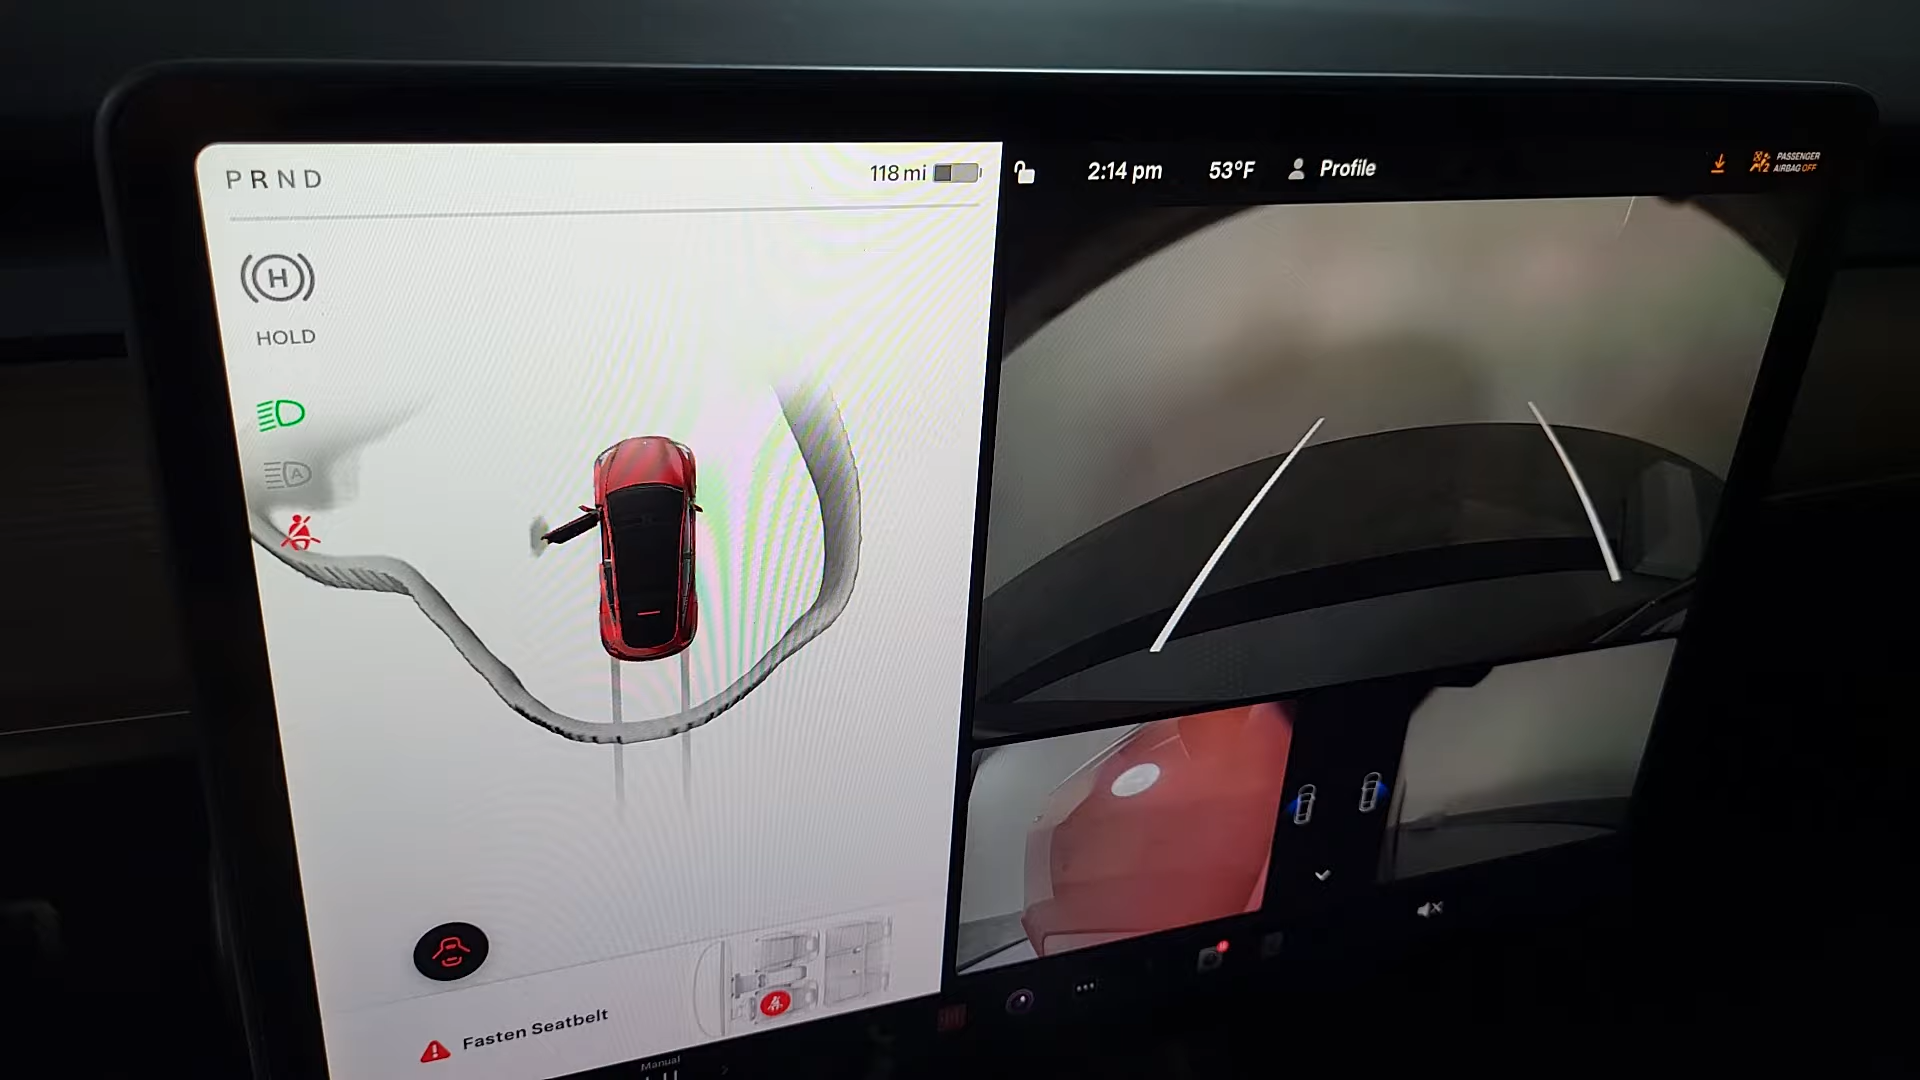 PRND
118 mi
2:14 pm
53°F
Profile
PASSENGER
AIRBAG OFF
H
HOLD
A
Fasten Seatbelt
Manual